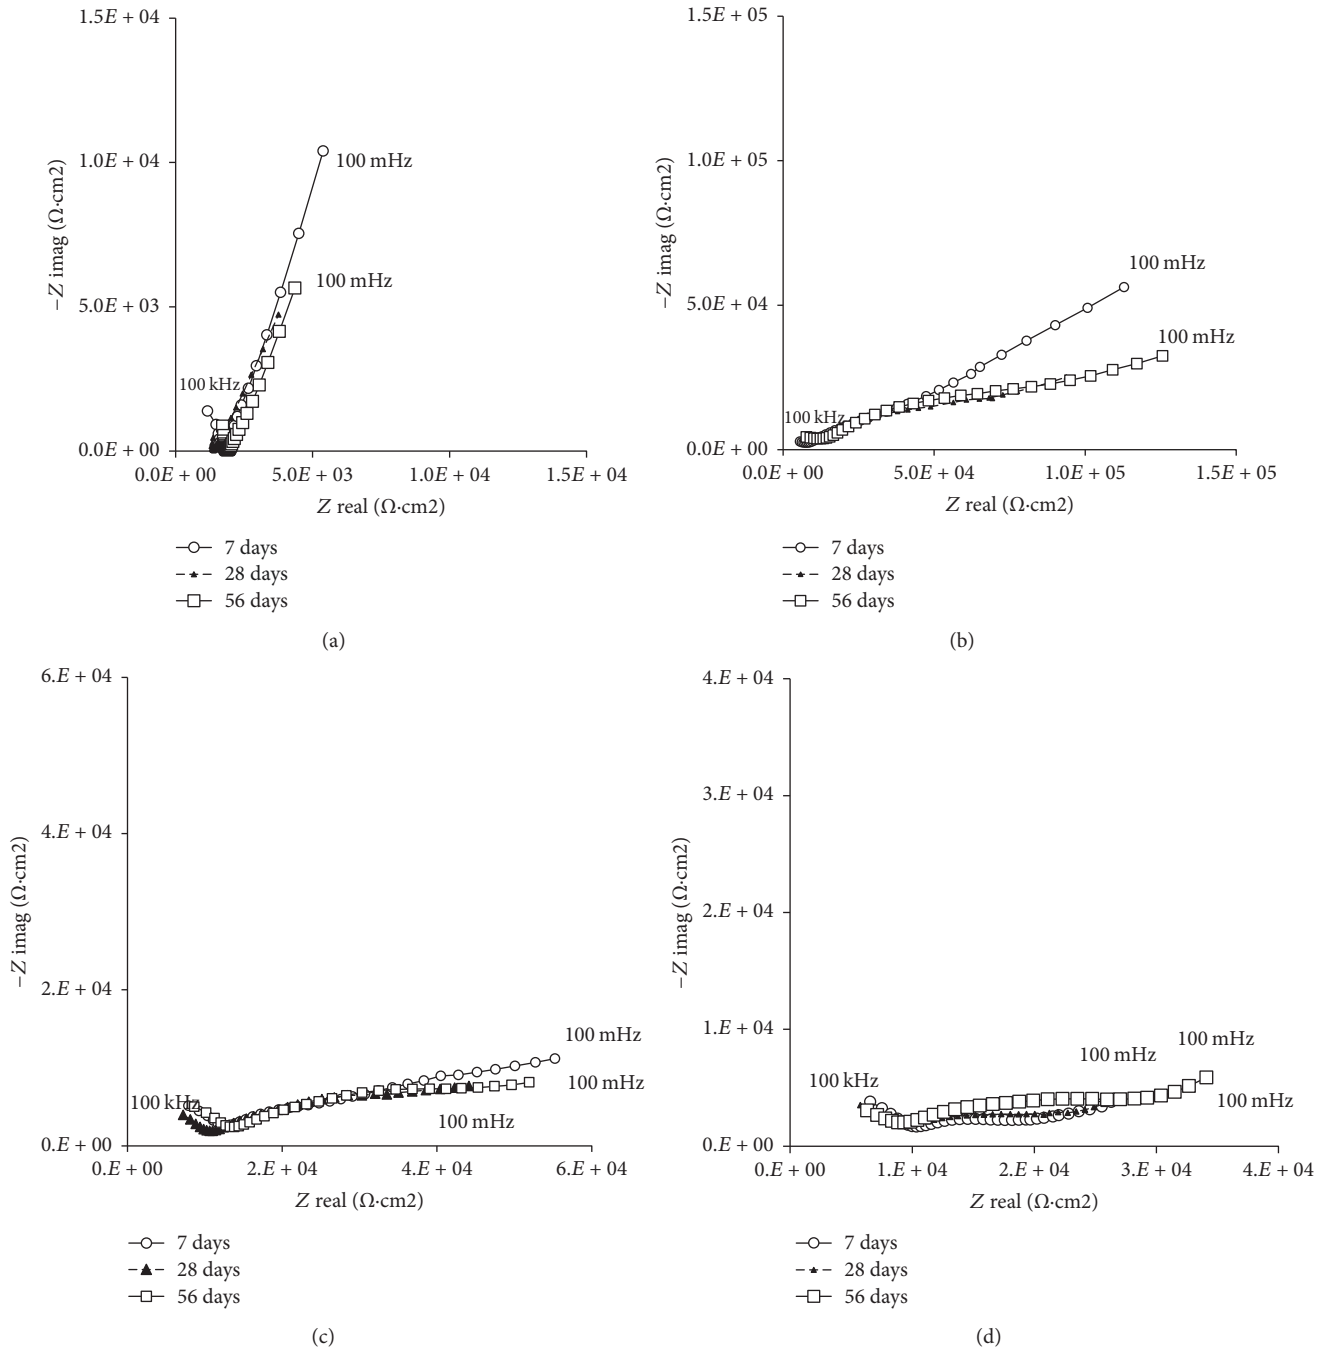 1.5E + 04
1.0E + 04
5.0E + 03
0.0E + 00
−Z imag (Ω·cm2)
100 mHz
100 mHz
100 kHz
0.0E + 00 5.0E + 03 1.0E + 04 1.5E + 04
Z real (Ω·cm2)
7 days
28 days
56 days
(a)
1.5E + 05
1.0E + 05
5.0E + 04
0.0E + 00
−Z imag (Ω·cm2)
100 mHz
100 mHz
100 kHz
0.0E + 00 5.0E + 04 1.0E + 05 1.5E + 05
Z real (Ω·cm2)
7 days
28 days
56 days
(b)
6.E + 04
4.E + 04
2.E + 04
0.E + 00
−Z imag (Ω·cm2)
100 mHz
100 mHz
100 kHz
100 mHz
0.E + 00 2.E + 04 4.E + 04 6.E + 04
Z real (Ω·cm2)
7 days
28 days
56 days
(c)
4.E + 04
3.E + 04
2.E + 04
1.E + 04
0.E + 00
−Z imag (Ω·cm2)
100 mHz
100 mHz
100 kHz
100 mHz
0.E + 00 1.E + 04 2.E + 04 3.E + 04 4.E + 04
Z real (Ω·cm2)
7 days
28 days
56 days
(d)